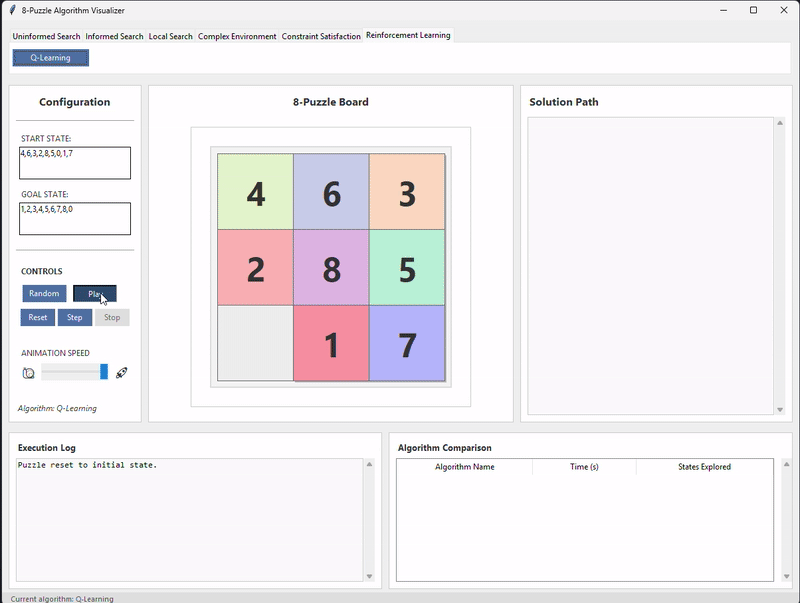 8-Puzzle Algorithm Visualizer
Uninformed Search Informed Search Local Search Complex Environment Constraint Satisfaction Reinforcement Learning
Q-Learning
Configuration
START STATE:
4,6,3,2,8,5,0,1,7
GOAL STATE:
1,2,3,4,5,6,7,8,0
CONTROLS
Random Play
Reset Step Stop
ANIMATION SPEED
Algorithm: Q-Learning
8-Puzzle Board
4 6 3
2 8 5
1 7
Solution Path
Execution Log
Puzzle reset to initial state.
Algorithm Comparison
Algorithm Name Time (s) States Explored
Current algorithm: Q-Learning